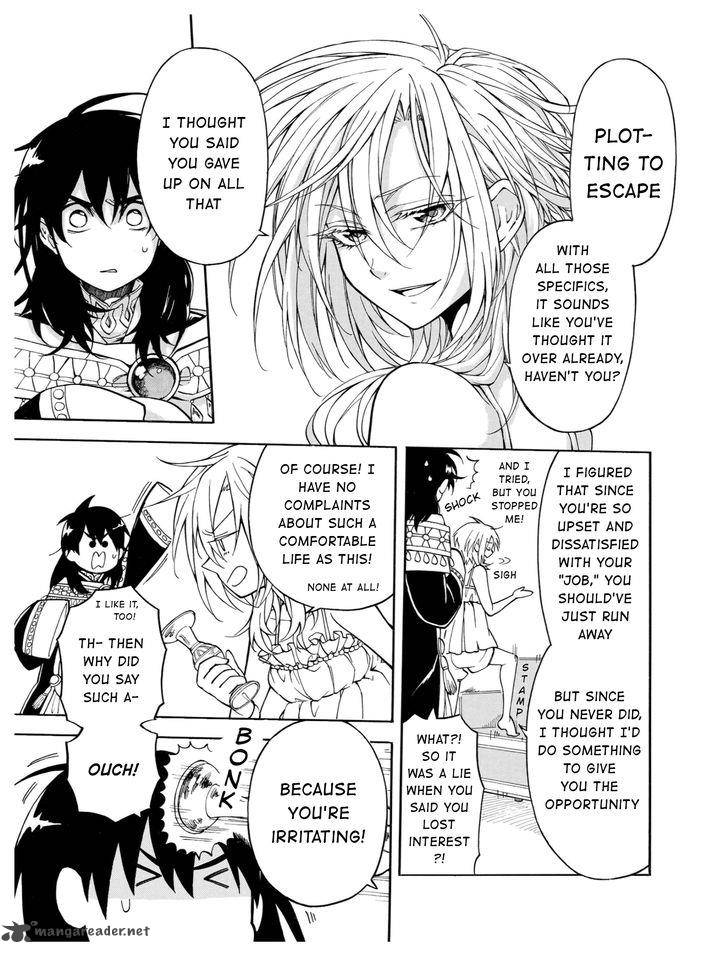 PLOT-
TING TO
ESCAPE
WITH
ALL THOSE
SPECIFICS,
IT SOUNDS
LIKE YOU'VE
THOUGHT IT
OVER ALREADY,
HAVEN'T YOU?
I THOUGHT
YOU SAID
YOU GAVE
UP ON ALL
THAT
I FIGURED
THAT SINCE
YOU'RE SO
UPSET AND
DISSATISFIED
WITH YOUR
"JOB," YOU
SHOULD'VE
JUST RUN
AWAY
AND I
TRIED,
BUT YOU
STOPPED
ME!
SHOCK
SIGH
STAMP
BUT SINCE
YOU NEVER DID,
I THOUGHT I'D
DO SOMETHING
TO GIVE
YOU THE
OPPORTUNITY
WHAT?!
SO IT
WAS A LIE
WHEN YOU
SAID YOU
LOST
INTEREST
?!
OF COURSE! I
HAVE NO
COMPLAINTS
ABOUT SUCH A
COMFORTABLE
LIFE AS THIS!
NONE AT ALL!
I LIKE IT,
TOO!
TH- THEN
WHY DID
YOU SAY
SUCH A-
BECAUSE
YOU'RE
IRRITATING!
BONK
OUCH!
mangareader.net